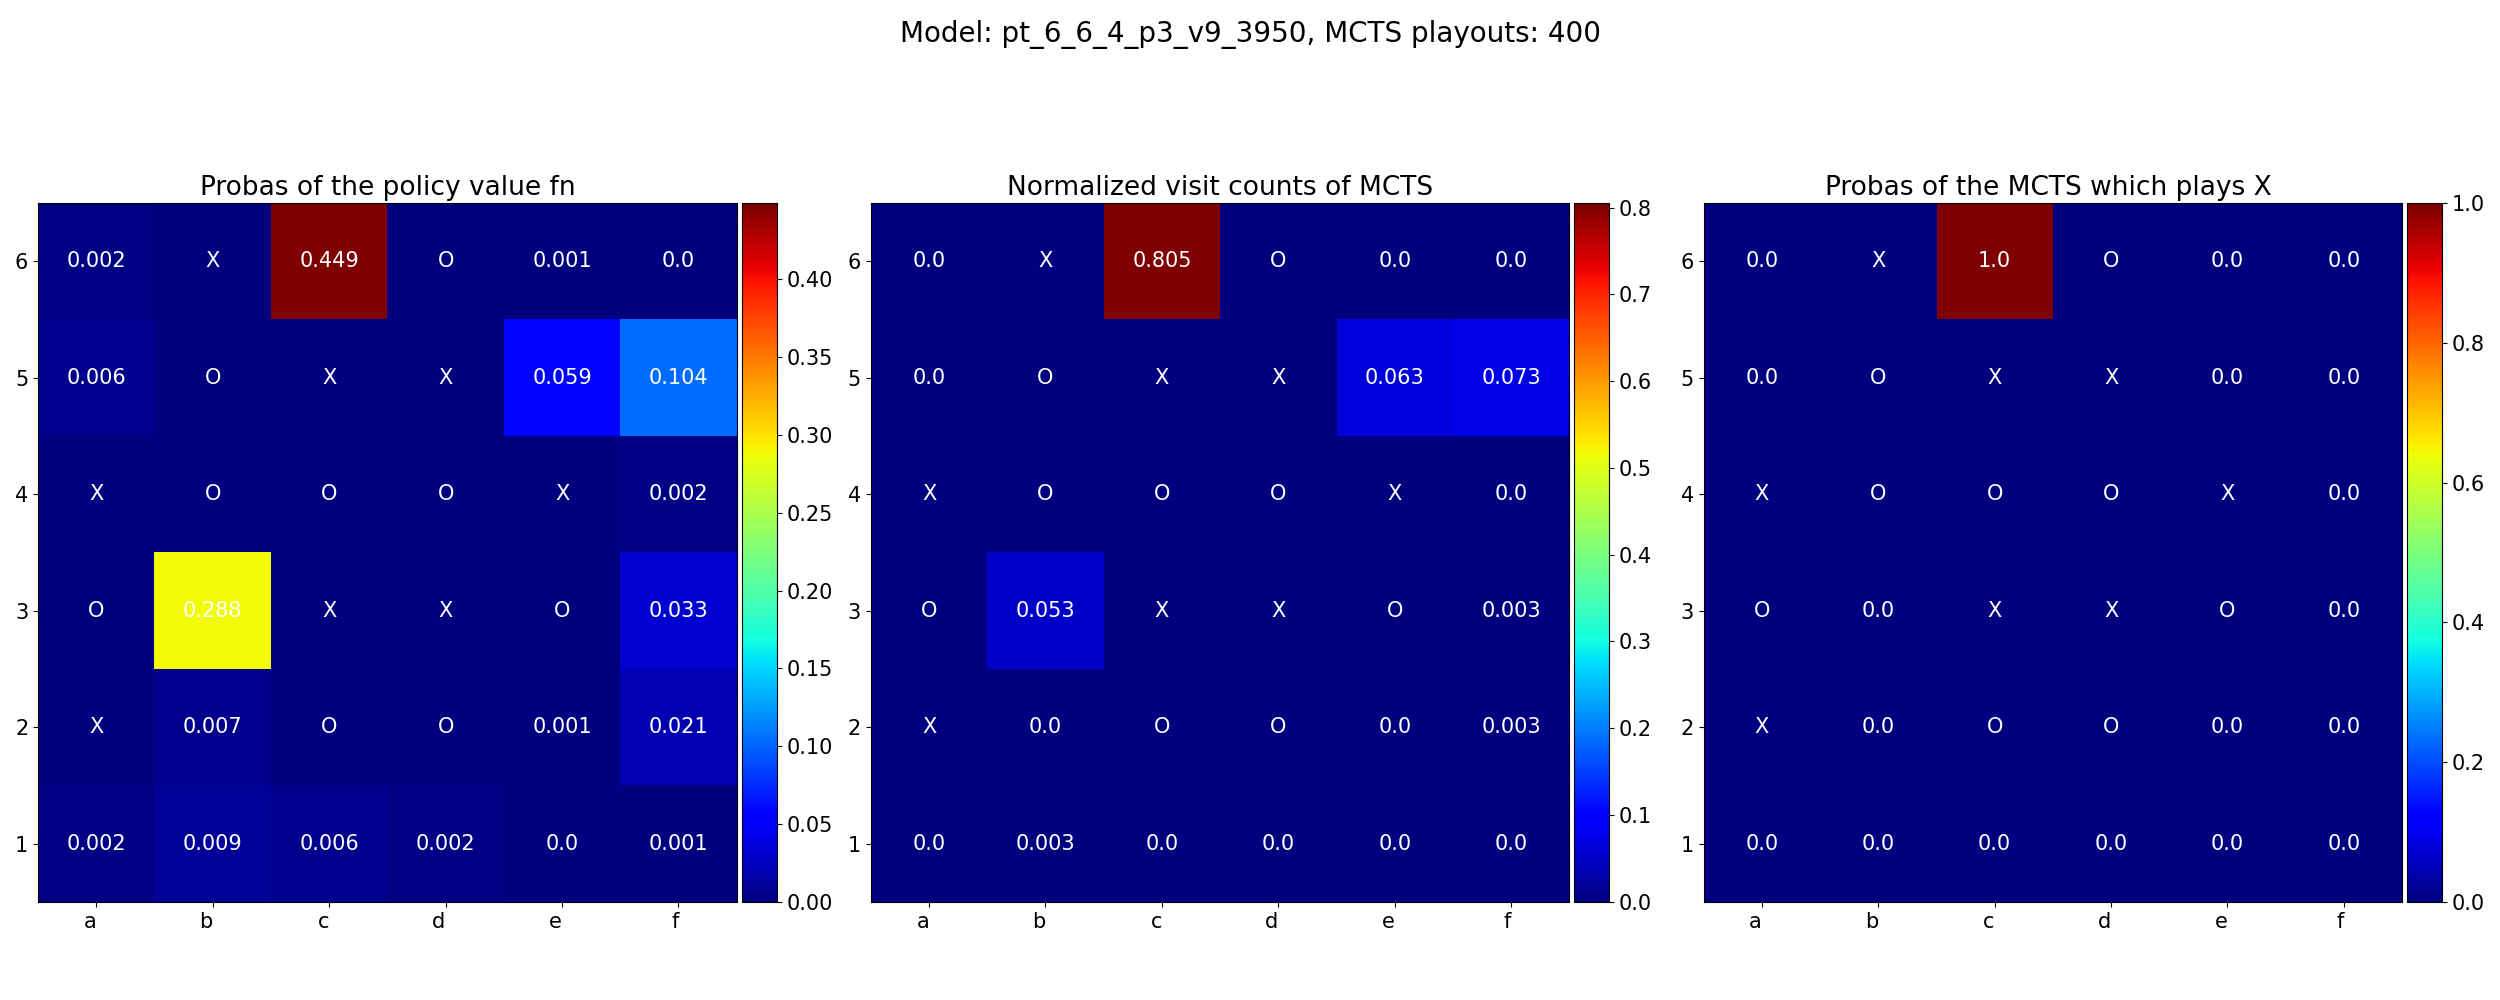 Model: pt_6_6_4_p3_v9_3950, MCTS playouts: 400
Probas of the policy value fn
6 0.002 X 0.449 O 0.001 0.0
5 0.006 O X X 0.059 0.104
4 X O O O X 0.002
3 O 0.288 X X O 0.033
2 X 0.007 O O 0.001 0.021
1 0.002 0.009 0.006 0.002 0.0 0.001
a b c d e f
0.40
0.35
0.30
0.25
0.20
0.15
0.10
0.05
0.00
Normalized visit counts of MCTS
6 0.0 X 0.805 O 0.0 0.0
5 0.0 O X X 0.063 0.073
4 X O O O X 0.0
3 O 0.053 X X O 0.003
2 X 0.0 O O 0.0 0.003
1 0.0 0.003 0.0 0.0 0.0 0.0
a b c d e f
0.8
0.7
0.6
0.5
0.4
0.3
0.2
0.1
0.0
Probas of the MCTS which plays X
6 0.0 X 1.0 O 0.0 0.0
5 0.0 O X X 0.0 0.0
4 X O O O X 0.0
3 O 0.0 X X O 0.0
2 X 0.0 O O 0.0 0.0
1 0.0 0.0 0.0 0.0 0.0 0.0
a b c d e f
1.0
0.8
0.6
0.4
0.2
0.0